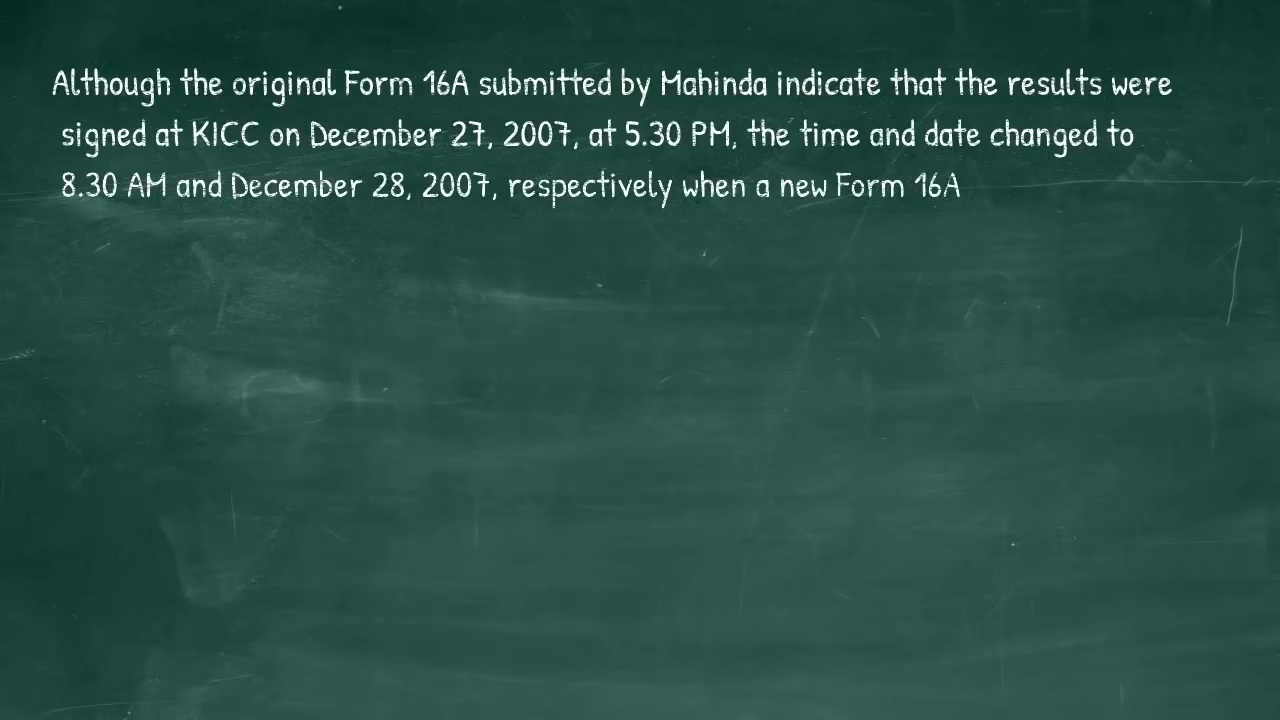 Although the original Form 16A submitted by Mahinda indicate that the results were
signed at KICC on December 27, 2007, at 5.30 PM, the time and date changed to
8.30 AM and December 28, 2007, respectively when a new Form 16A